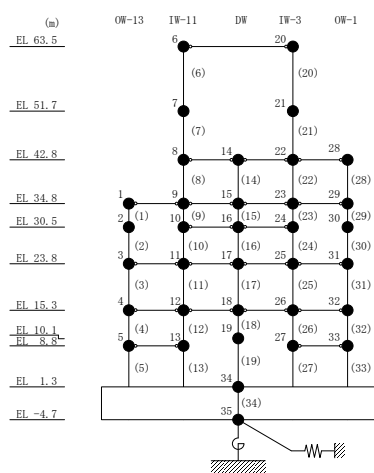 (m) OW-13 IW-11 DW IW-3 OW-1
EL 63.5 6 20
(6) (20)
EL 51.7 7 21
(7) (21)
EL 42.8 8 14 22 28
(8) (14) (22) (28)
EL 34.8 1 9 15 23 29
(1) (9) (15) (23) (29)
EL 30.5 2 10 16 24 30
(2) (10) (16) (24) (30)
EL 23.8 3 11 17 25 31
(3) (11) (17) (25) (31)
EL 15.3 4 12 18 26 32
(4) (12) (18) (26) (32)
EL 10.1 19
EL 8.8 5 13 27 33
(5) (13) (19) (27) (33)
EL 1.3 34
(34)
EL -4.7 35